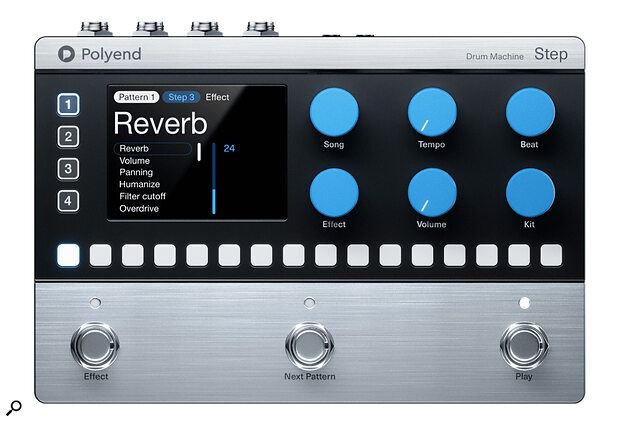 Polyend
Drum Machine Step
1
2
3
4
Pattern 1 Step 3 Effect
Reverb
Reverb 24
Volume
Panning
Humanize
Filter cutoff
Overdrive
Song
Tempo
Beat
Effect
Volume
Kit
Effect
Next Pattern
Play